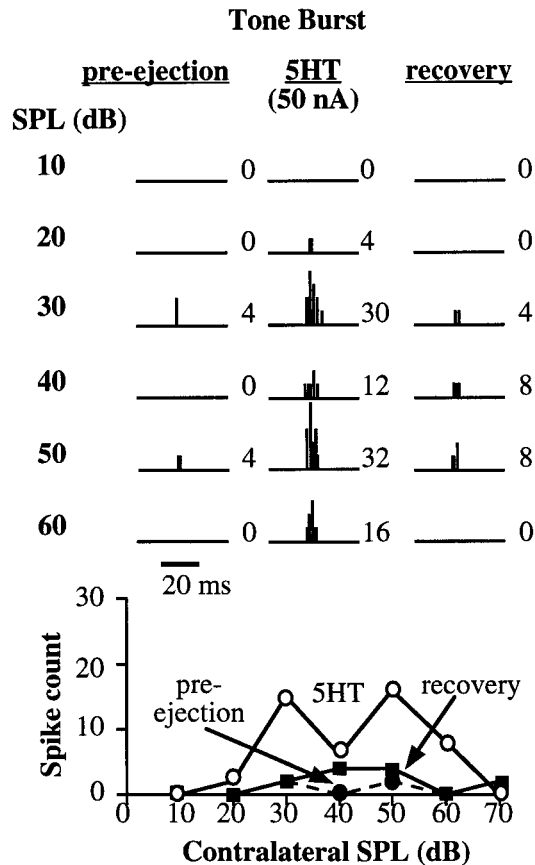 Tone Burst
pre-ejection 5HT recovery
(50 nA)
SPL (dB)
10 0 0 0
20 0 4 0
30 4 30 4
40 0 12 8
50 4 32 8
60 0 16 0
20 ms
30
20
10
0
Spike count
pre-
ejection
5HT
recovery
0 10 20 30 40 50 60 70
Contralateral SPL (dB)